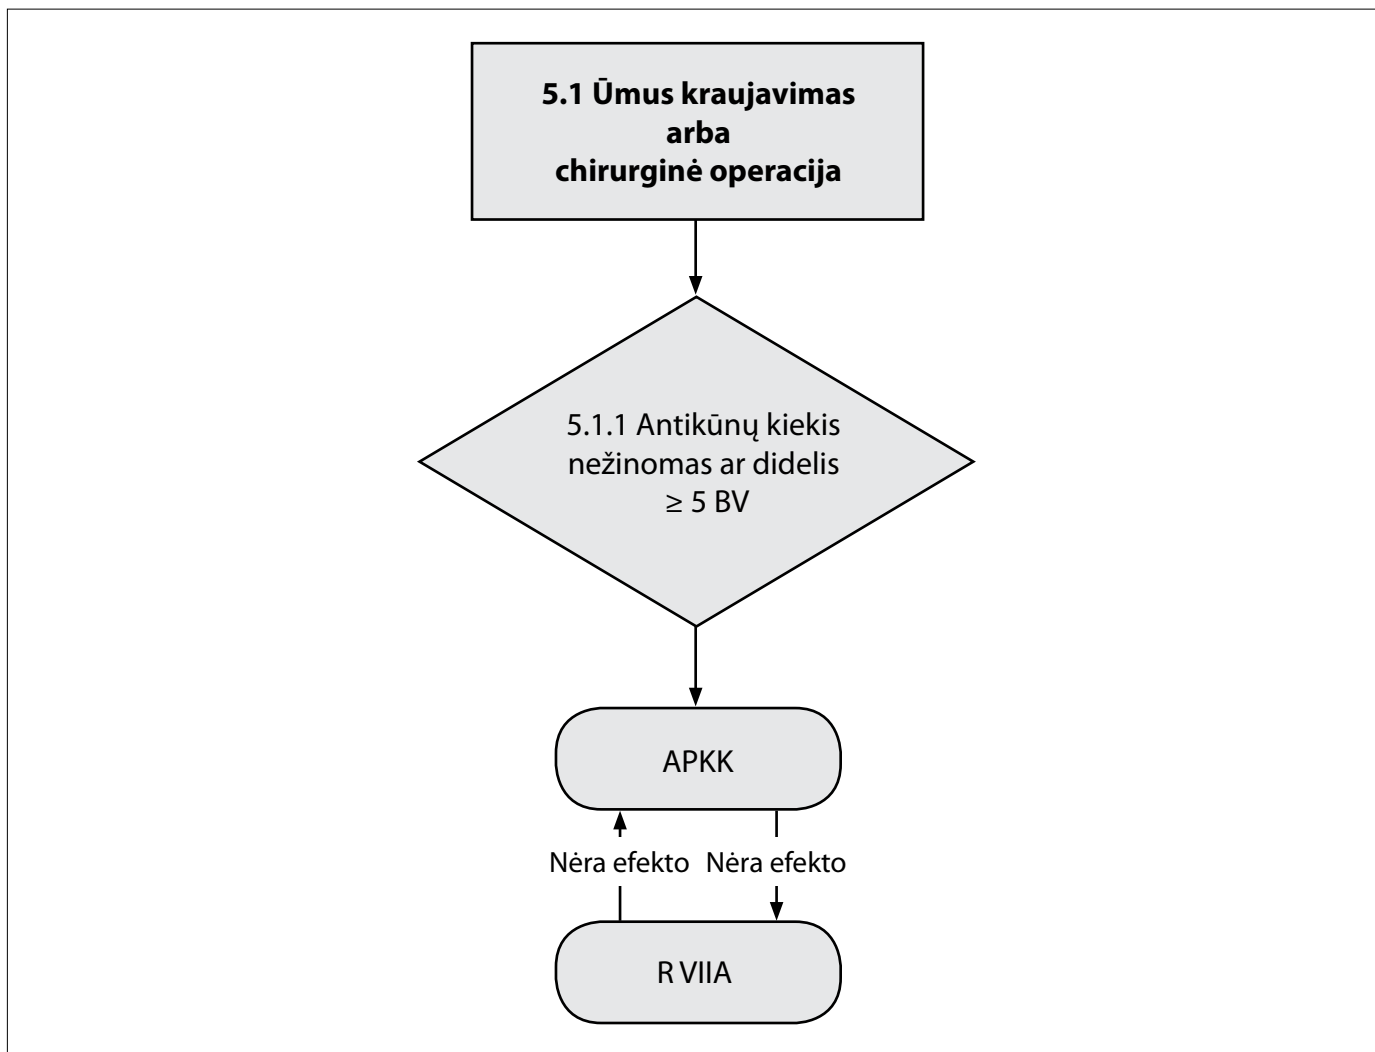 5.1 Ūmus kraujavimas
arba
chirurginė operacija
5.1.1 Antikūnų kiekis
nežinomas ar didelis
≥ 5 BV
APKK
Nėra efekto
Nėra efekto
R VIIA